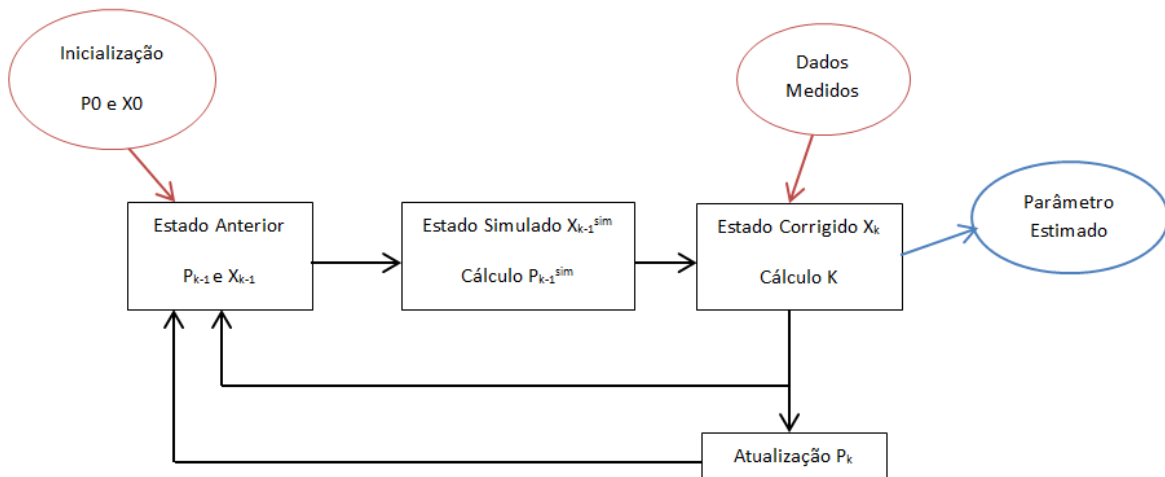 Inicialização
P0 e X0
Dados
Medidos
Parâmetro
Estimado
Estado Anterior
Pk-1 e Xk-1
Estado Simulado Xk-1sim
Cálculo Pk-1sim
Estado Corrigido Xk
Cálculo K
Atualização Pk